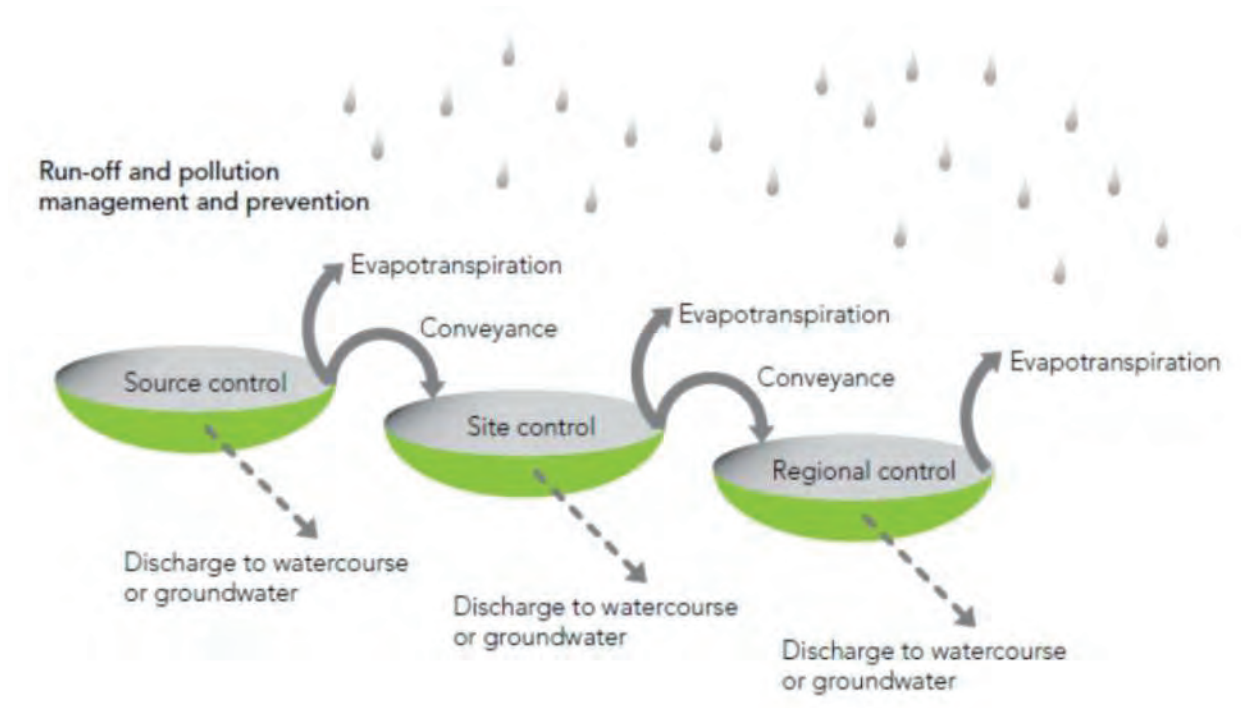 Run-off and pollution
management and prevention
Evapotranspiration
Conveyance
Source control
Evapotranspiration
Conveyance
Site control
Evapotranspiration
Regional control
Discharge to watercourse
or groundwater
Discharge to watercourse
or groundwater
Discharge to watercourse
or groundwater